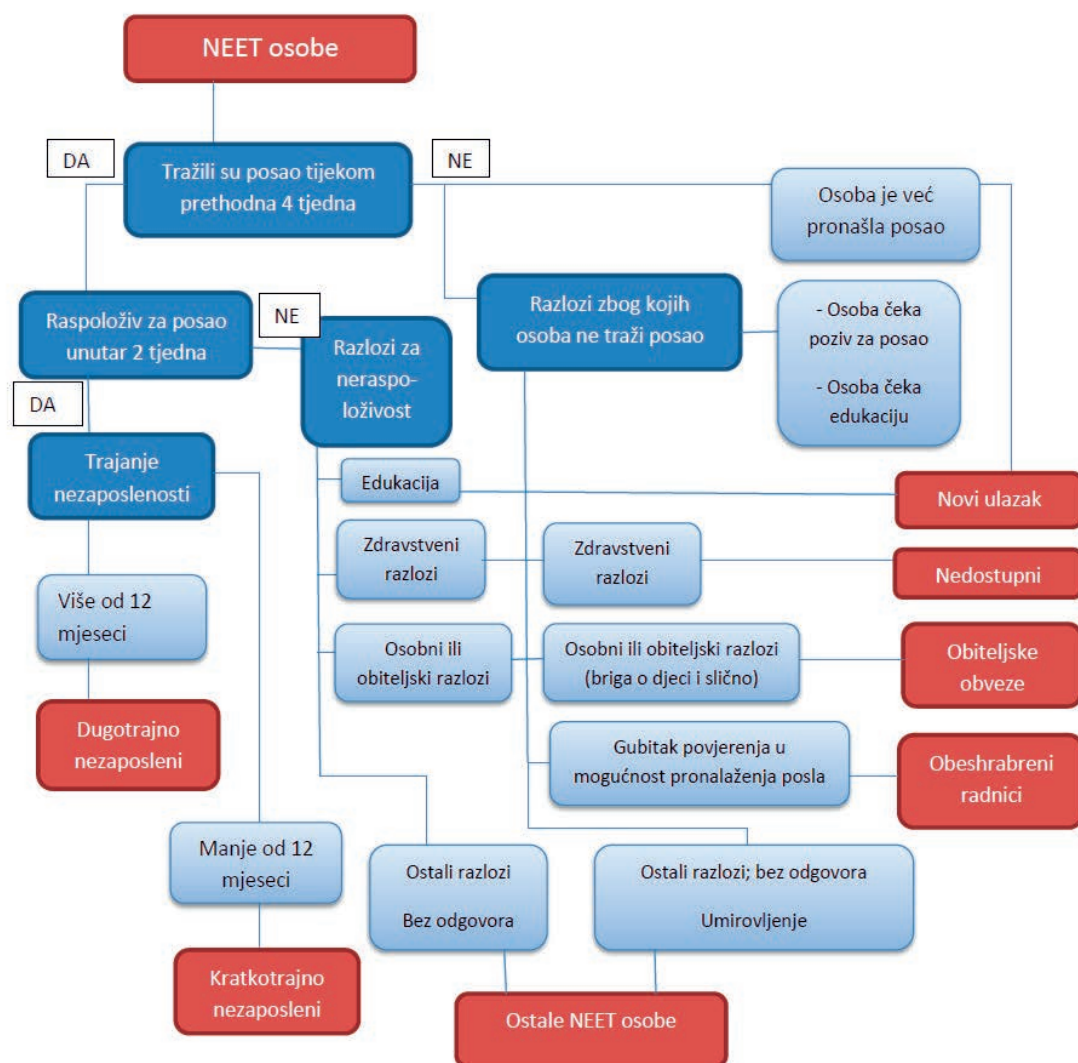 NEET osobe
DA
NE
Tražili su posao tijekom
prethodna 4 tjedna
Osoba je već
pronašla posao
Raspoloživ za posao
unutar 2 tjedna
NE
Razlozi za
neraspo-
loživost
Razlozi zbog kojih
osoba ne traži posao
- Osoba čeka
poziv za posao
- Osoba čeka
edukaciju
DA
Trajanje
nezaposlenosti
Edukacija
Novi ulazak
Zdravstveni
razlozi
Zdravstveni
razlozi
Nedostupni
Više od 12
mjeseci
Osobni ili
obiteljski razlozi
Osobni ili obiteljski razlozi
(briga o djeci i slično)
Obiteljske
obveze
Dugotrajno
nezaposleni
Gubitak povjerenja u
mogućnost pronalaženja posla
Obeshrabreni
radnici
Manje od 12
mjeseci
Ostali razlozi
Bez odgovora
Ostali razlozi; bez odgovora
Umirovljenje
Kratkotrajno
nezaposleni
Ostale NEET osobe